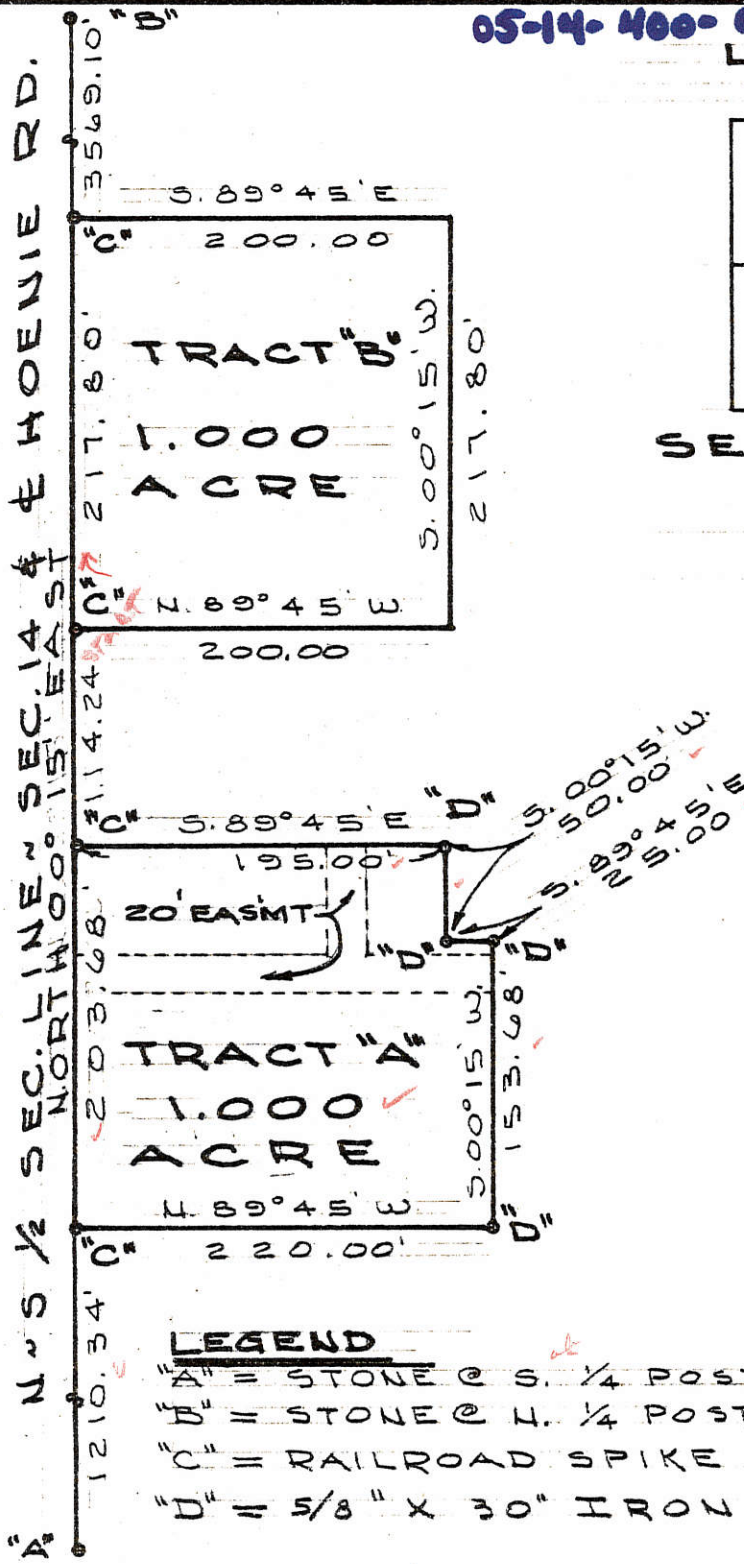 05-14-400-
"B"
3569.10'
S. 89°45'E
"C" 200.00
TRACT "B"
1.000
ACRE
217.80'
S. 00°15' W.
217.80'
SE
"C" N. 89°45' W.
200.00
114.24
N~S 1/2 SEC. LINE ~ SEC. 14 & ℄ HOENIE RD.
NORTH 00° 15' EAST
"C" S. 89°45'E "D"
195.00'
S. 00°15' W.
50.00
S. 89°45'E
25.00
20' EAS'MT
"D" "D"
203.68'
TRACT "A"
1.000
ACRE
S. 00°15' W.
153.68'
N. 89°45' W.
"C" 220.00' "D"
1210.34'
LEGEND
"A" = STONE @ S. 1/4 POST
"B" = STONE @ N. 1/4 POST
"C" = RAILROAD SPIKE
"D" = 5/8" X 30" IRON
"A"